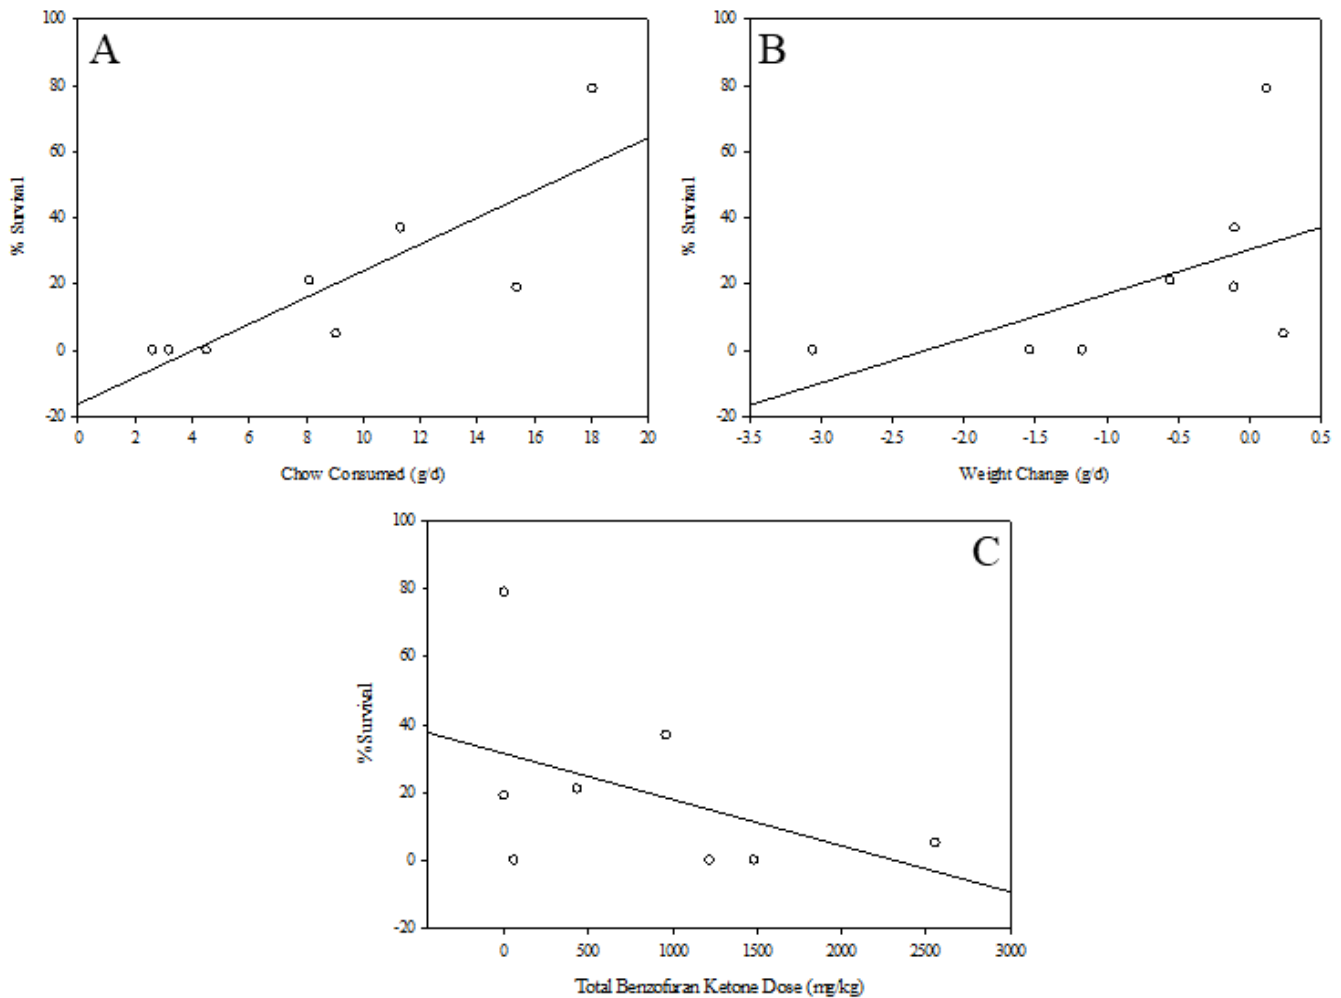 A
100
80
60
40
20
0
-20
% Survival
0 2 4 6 8 10 12 14 16 18 20
Chow Consumed (g/d)
B
100
80
60
40
20
0
-20
% Survival
-3.5 -3.0 -2.5 -2.0 -1.5 -1.0 -0.5 0.0 0.5
Weight Change (g/d)
C
100
80
60
40
20
0
-20
% Survival
0 500 1000 1500 2000 2500 3000
Total Benzofuran Ketone Dose (mg/kg)